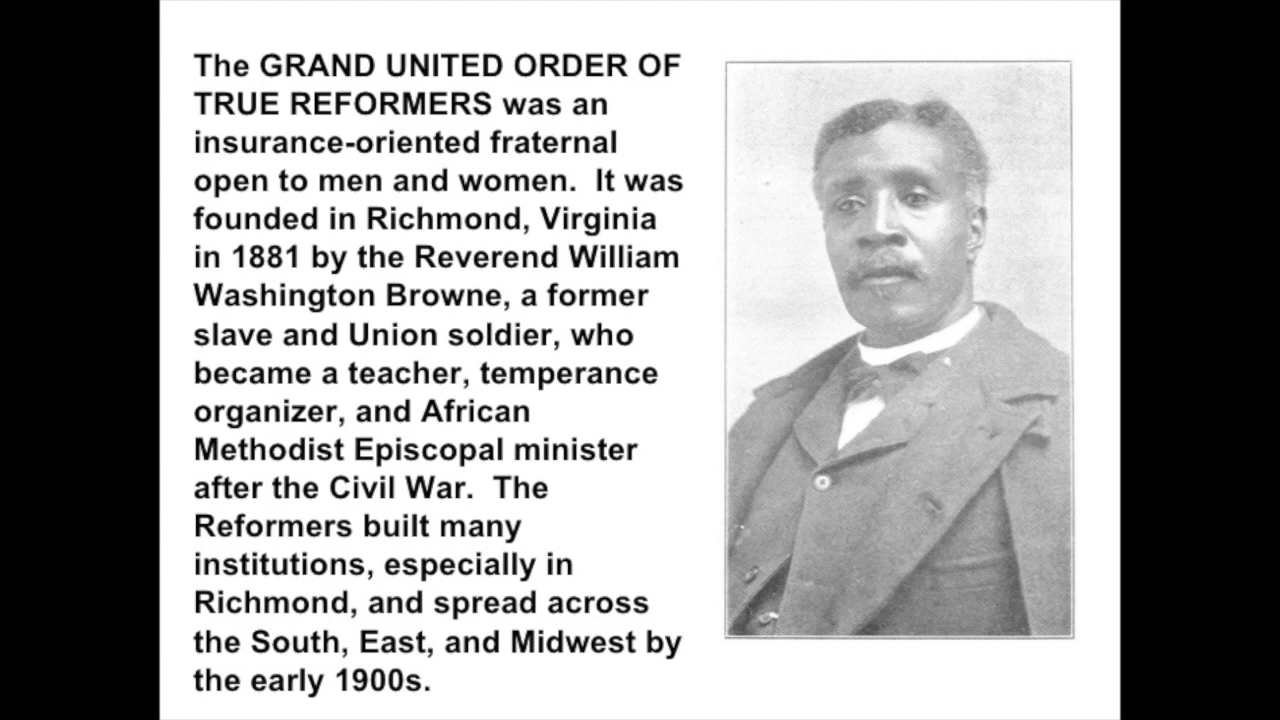 The GRAND UNITED ORDER OF
TRUE REFORMERS was an
insurance-oriented fraternal
open to men and women.  It was
founded in Richmond, Virginia
in 1881 by the Reverend William
Washington Browne, a former
slave and Union soldier, who
became a teacher, temperance
organizer, and African
Methodist Episcopal minister
after the Civil War.  The
Reformers built many
institutions, especially in
Richmond, and spread across
the South, East, and Midwest by
the early 1900s.